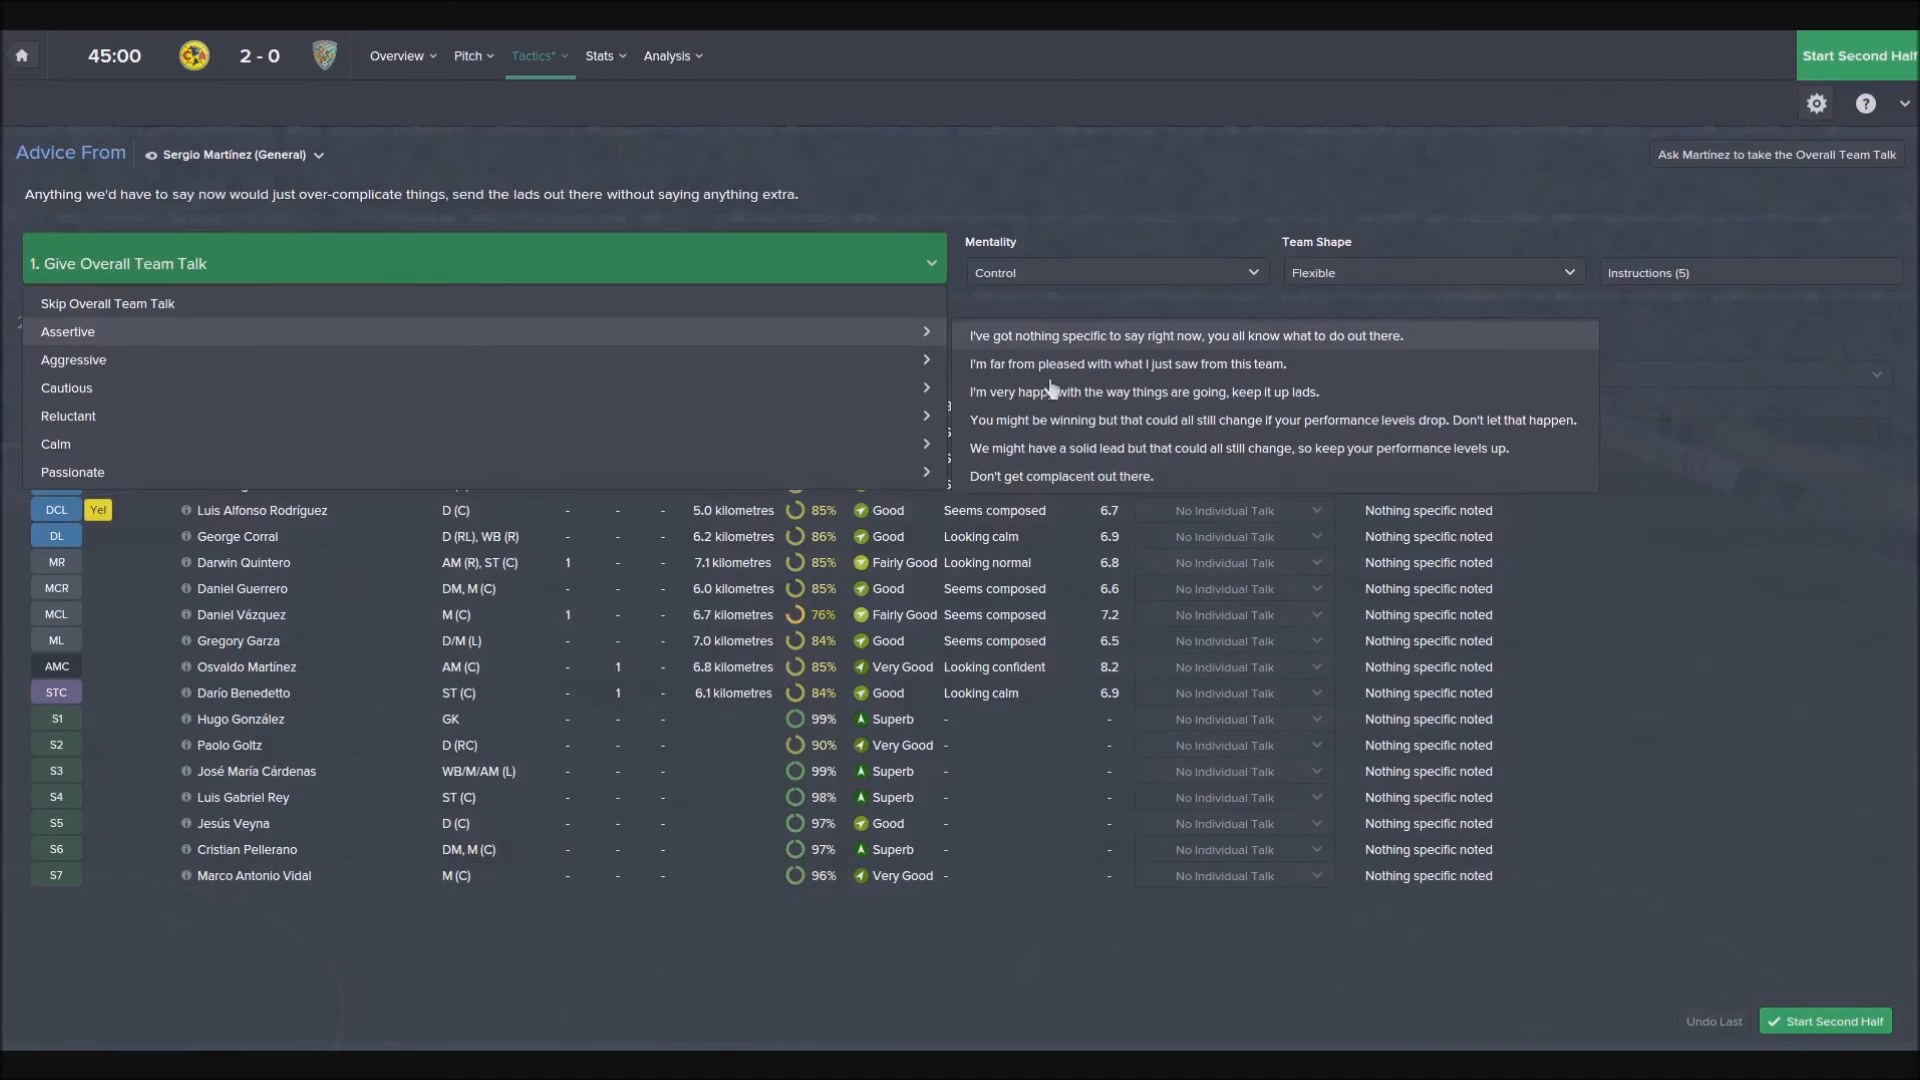 45:00 2 - 0 Overview Pitch Tactics* Stats Analysis Start Second Half
Advice From Sergio Martínez (General) Ask Martínez to take the Overall Team Talk
Anything we'd have to say now would just over-complicate things, send the lads out there without saying anything extra.
Mentality Team Shape
1. Give Overall Team Talk Control Flexible Instructions (5)
Skip Overall Team Talk
Assertive
Aggressive
Cautious
Reluctant
Calm
Passionate
I've got nothing specific to say right now, you all know what to do out there.
I'm far from pleased with what I just saw from this team.
I'm very happy with the way things are going, keep it up lads.
You might be winning but that could all still change if your performance levels drop. Don't let that happen.
We might have a solid lead but that could all still change, so keep your performance levels up.
Don't get complacent out there.
DCL Yel Luis Alfonso Rodríguez D (C) - - - 5.0 kilometres 85% Good Seems composed 6.7 No Individual Talk Nothing specific noted
DL George Corral D (RL), WB (R) - - - 6.2 kilometres 86% Good Looking calm 6.9 No Individual Talk Nothing specific noted
MR Darwin Quintero AM (R), ST (C) 1 - - 7.1 kilometres 85% Fairly Good Looking normal 6.8 No Individual Talk Nothing specific noted
MCR Daniel Guerrero DM, M (C) - - - 6.0 kilometres 85% Good Seems composed 6.6 No Individual Talk Nothing specific noted
MCL Daniel Vázquez M (C) 1 - - 6.7 kilometres 76% Fairly Good Seems composed 7.2 No Individual Talk Nothing specific noted
ML Gregory Garza D/M (L) - - - 7.0 kilometres 84% Good Seems composed 6.5 No Individual Talk Nothing specific noted
AMC Osvaldo Martínez AM (C) - 1 - 6.8 kilometres 85% Very Good Looking confident 8.2 No Individual Talk Nothing specific noted
STC Darío Benedetto ST (C) - 1 - 6.1 kilometres 84% Good Looking calm 6.9 No Individual Talk Nothing specific noted
S1 Hugo González GK - - - 99% Superb - - No Individual Talk Nothing specific noted
S2 Paolo Goltz D (RC) - - - 90% Very Good - - No Individual Talk Nothing specific noted
S3 José María Cárdenas WB/M/AM (L) - - - 99% Superb - - No Individual Talk Nothing specific noted
S4 Luis Gabriel Rey ST (C) - - - 98% Superb - - No Individual Talk Nothing specific noted
S5 Jesús Veyna D (C) - - - 97% Good - - No Individual Talk Nothing specific noted
S6 Cristian Pellerano DM, M (C) - - - 97% Superb - - No Individual Talk Nothing specific noted
S7 Marco Antonio Vidal M (C) - - - 96% Very Good - - No Individual Talk Nothing specific noted
Undo Last Start Second Half